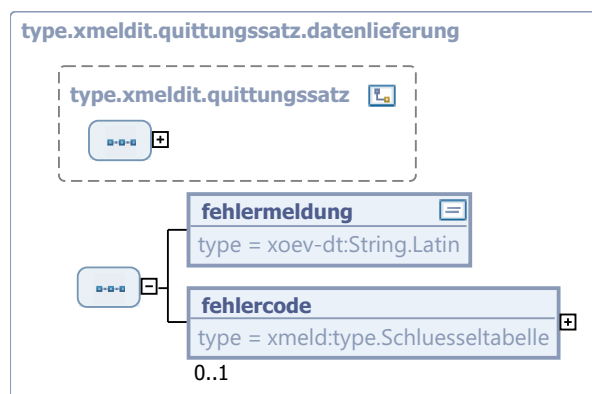 type.xmeldit.quittungssatz.datenlieferung
type.xmeldit.quittungssatz
fehlermeldung
type = xoev-dt:String.Latin
fehlercode
type = xmeld:type.Schluesseltabelle
0..1